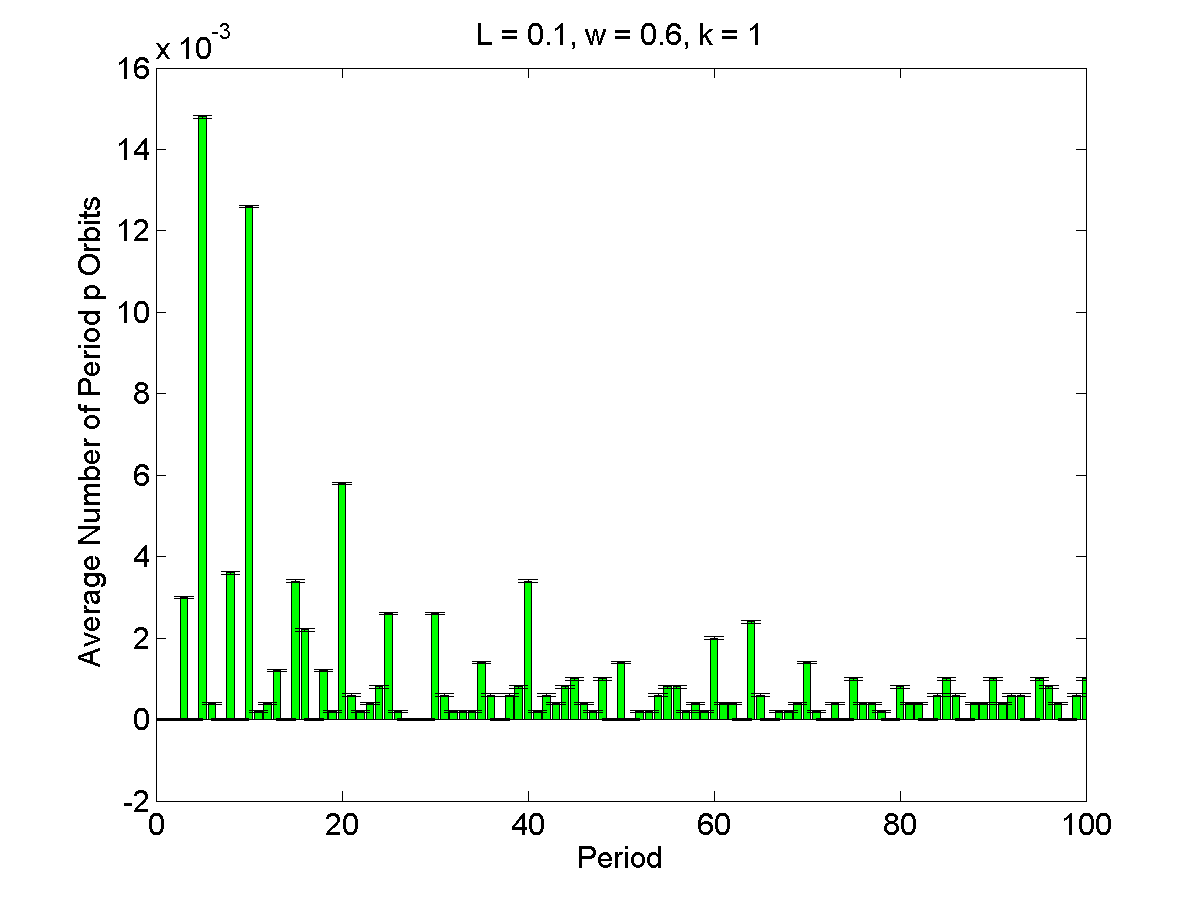 L = 0.1, w = 0.6, k = 1
x 10-3
16
14
12
10
8
6
4
2
0
-2
Average Number of Period p Orbits
0 20 40 60 80 100
Period